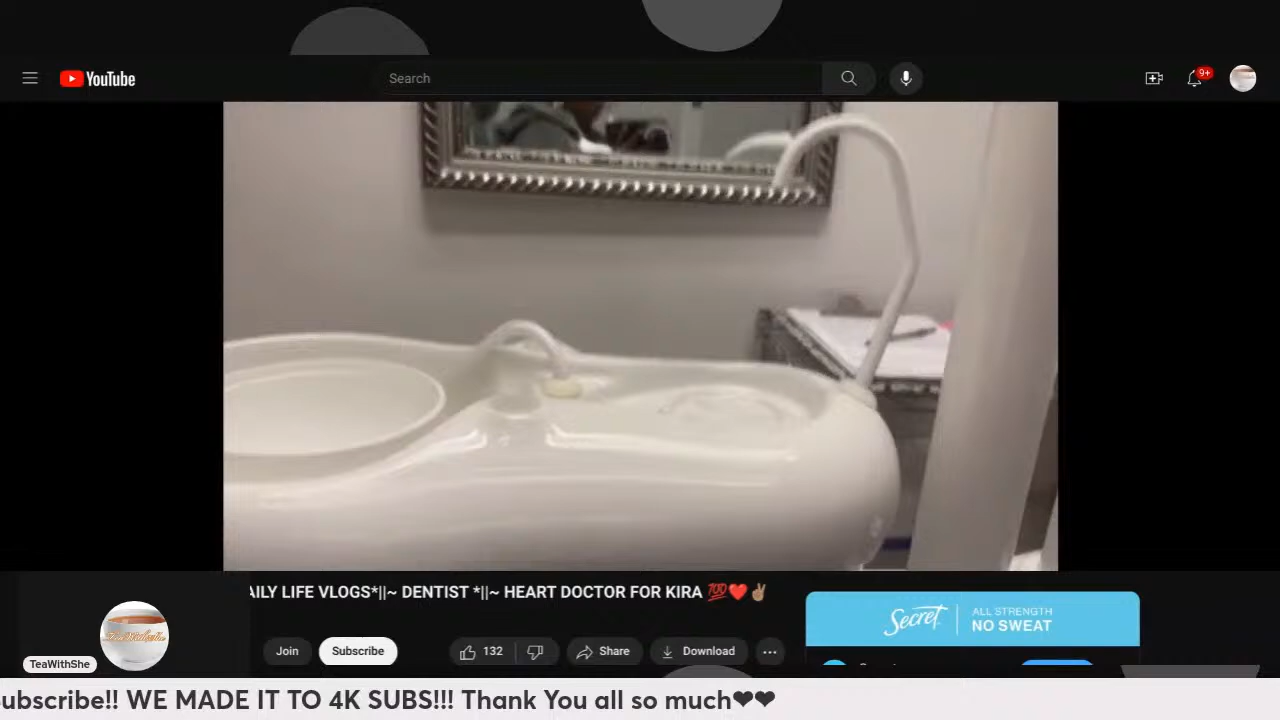 YouTube
Search
9+
AILY LIFE VLOGS*||~ DENTIST *||~ HEART DOCTOR FOR KIRA 💯❤️✌🏽
Secret
ALL STRENGTH
NO SWEAT
Join
Subscribe
132
Share
Download
TeaWithShe
TeaWithShe
ubscribe!! WE MADE IT TO 4K SUBS!!! Thank You all so much❤❤